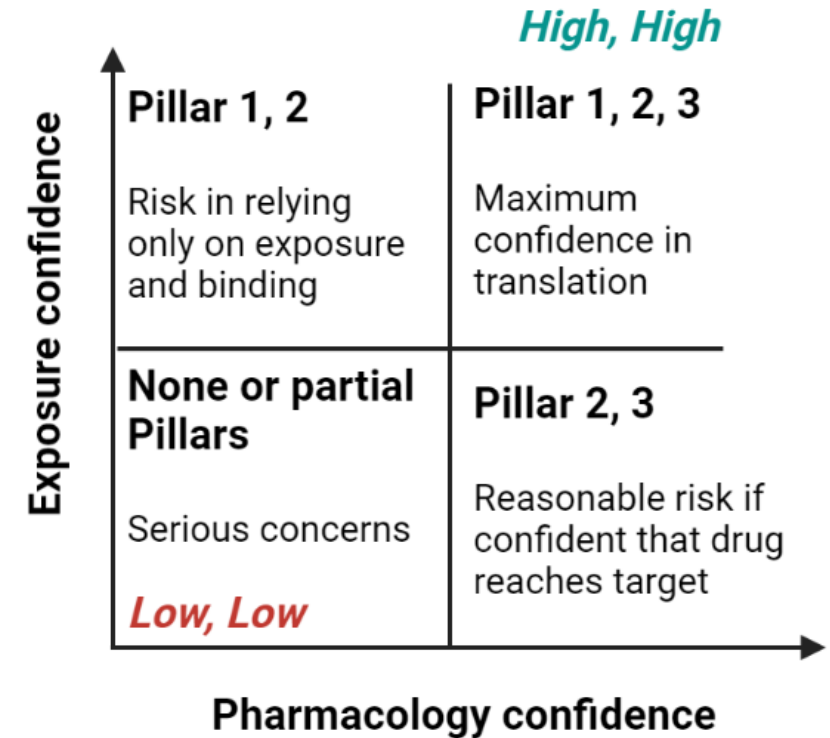 High, High
Exposure confidence
Pillar 1, 2
Risk in relying
only on exposure
and binding
Pillar 1, 2, 3
Maximum
confidence in
translation
None or partial
Pillars
Serious concerns
Low, Low
Pillar 2, 3
Reasonable risk if
confident that drug
reaches target
Pharmacology confidence